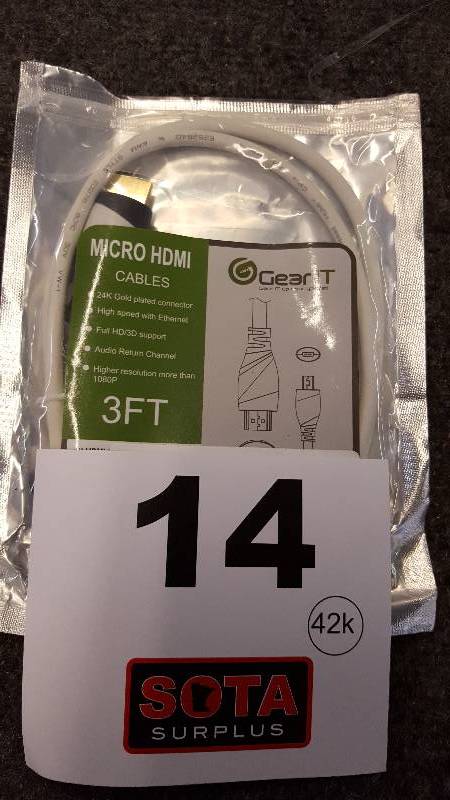 E252640
MICRO HDMI
CABLES
24K Gold plated connector
High speed with Ethernet
Full HD/3D support
Audio Return Channel
Higher resolution more than
1080P
3FT
GearIT
14
42k
SOTA
SURPLUS